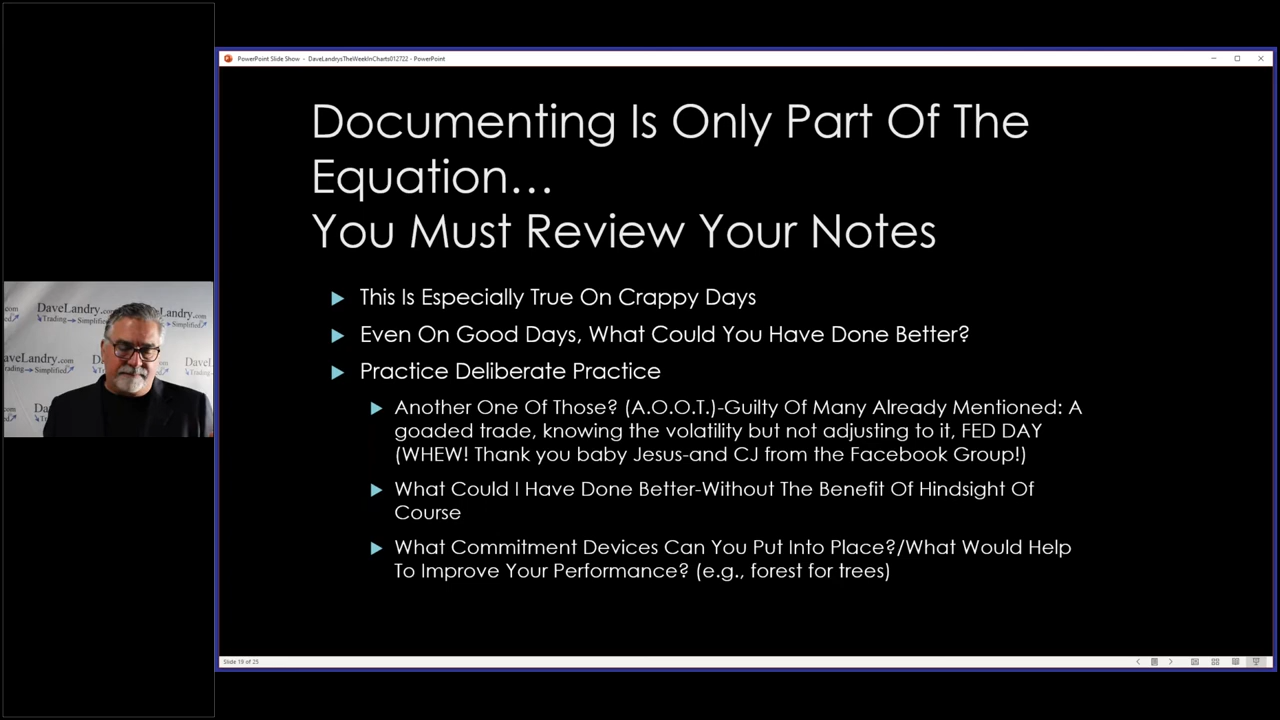 PowerPoint Slide Show - DaveLandrysTheWeekInCharts012722 - PowerPoint
Documenting Is Only Part Of The
Equation...
You Must Review Your Notes
This Is Especially True On Crappy Days
Even On Good Days, What Could You Have Done Better?
Practice Deliberate Practice
Another One Of Those? (A.O.O.T.)-Guilty Of Many Already Mentioned: A
goaded trade, knowing the volatility but not adjusting to it, FED DAY
(WHEW! Thank you baby Jesus-and CJ from the Facebook Group!)
What Could I Have Done Better-Without The Benefit Of Hindsight Of
Course
What Commitment Devices Can You Put Into Place?/What Would Help
To Improve Your Performance? (e.g., forest for trees)
DaveLandry.com
Trading Simplified
Slide 18 of 25